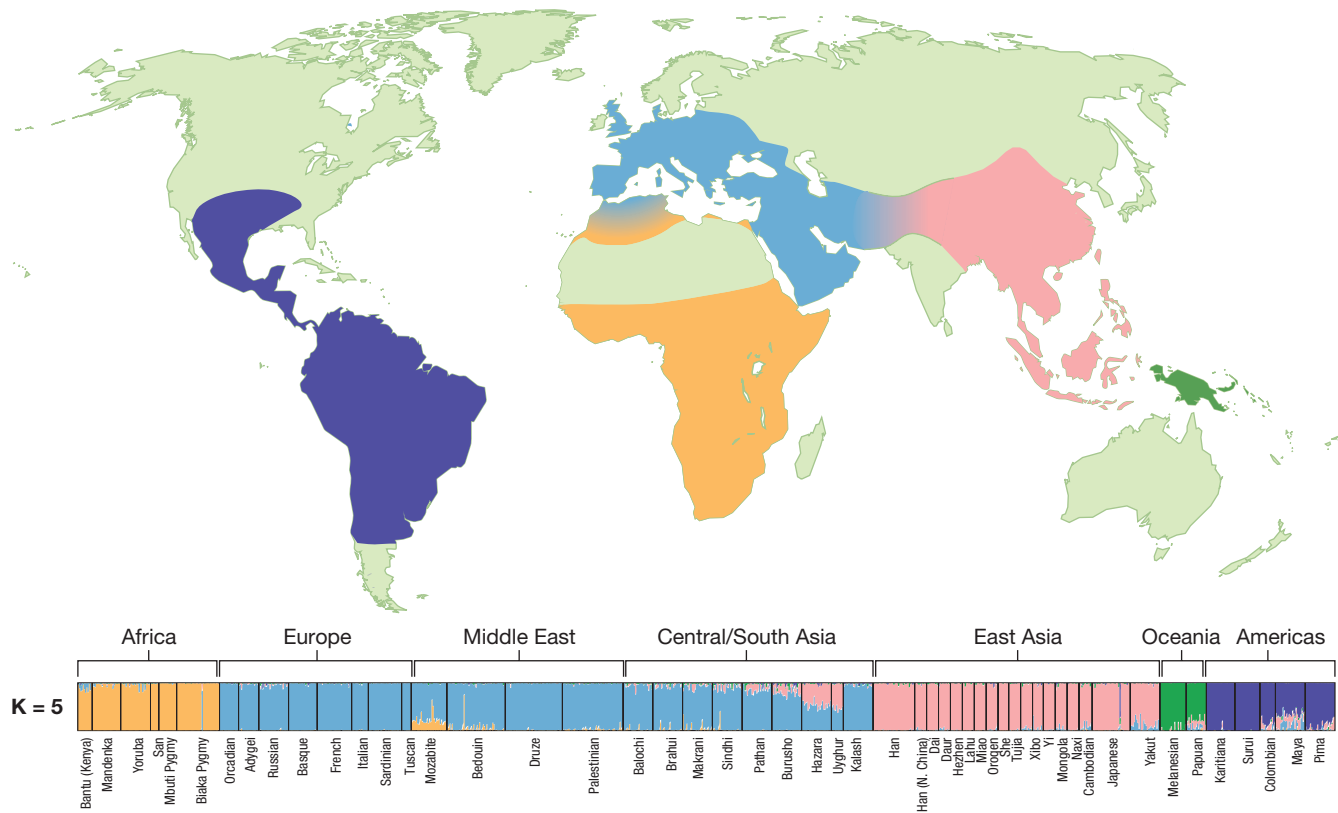 Africa
Europe
Middle East
Central/South Asia
East Asia
Oceania
Americas
K = 5
Bantu (Kenya)
Mandenka
Yoruba
San
Mbuti Pygmy
Biaka Pygmy
Orcadian
Adygei
Russian
Basque
French
Italian
Sardinian
Tuscan
Mozabite
Bedouin
Druze
Palestinian
Balochi
Brahui
Makrani
Sindhi
Pathan
Burusho
Hazara
Uyghur
Kalash
Han
Han (N. China)
Dai
Daur
Hezhen
Lahu
Miao
Oroqen
She
Tujia
Xibo
Yi
Mongola
Naxi
Cambodian
Japanese
Yakut
Melanesian
Papuan
Karitiana
Surui
Colombian
Maya
Pima